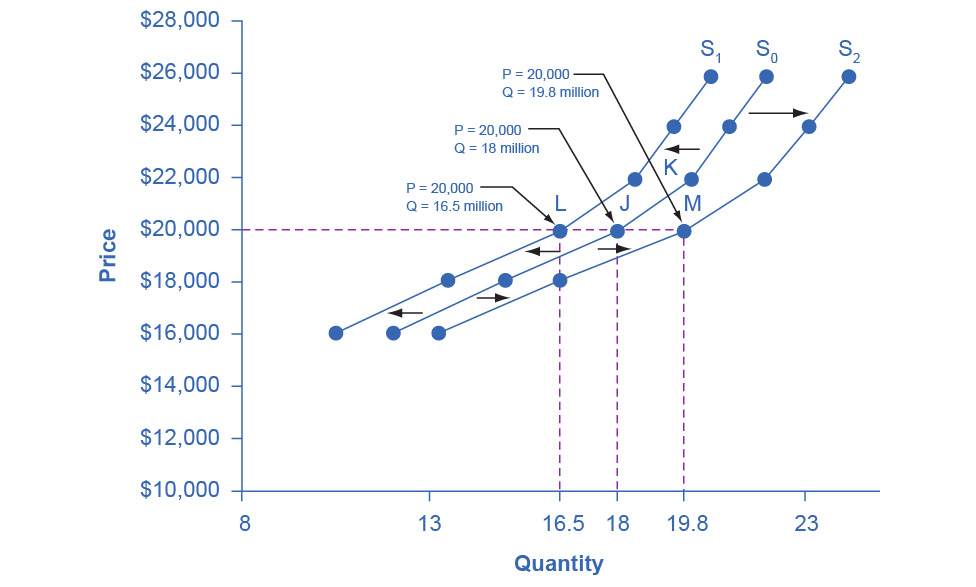 $28,000
S1 S0 S2
$26,000
P = 20,000
Q = 19.8 million
$24,000
P = 20,000
Q = 18 million
$22,000
K
P = 20,000
Q = 16.5 million
L J M
$20,000
Price
$18,000
$16,000
$14,000
$12,000
$10,000
8 13 16.5 18 19.8 23
Quantity